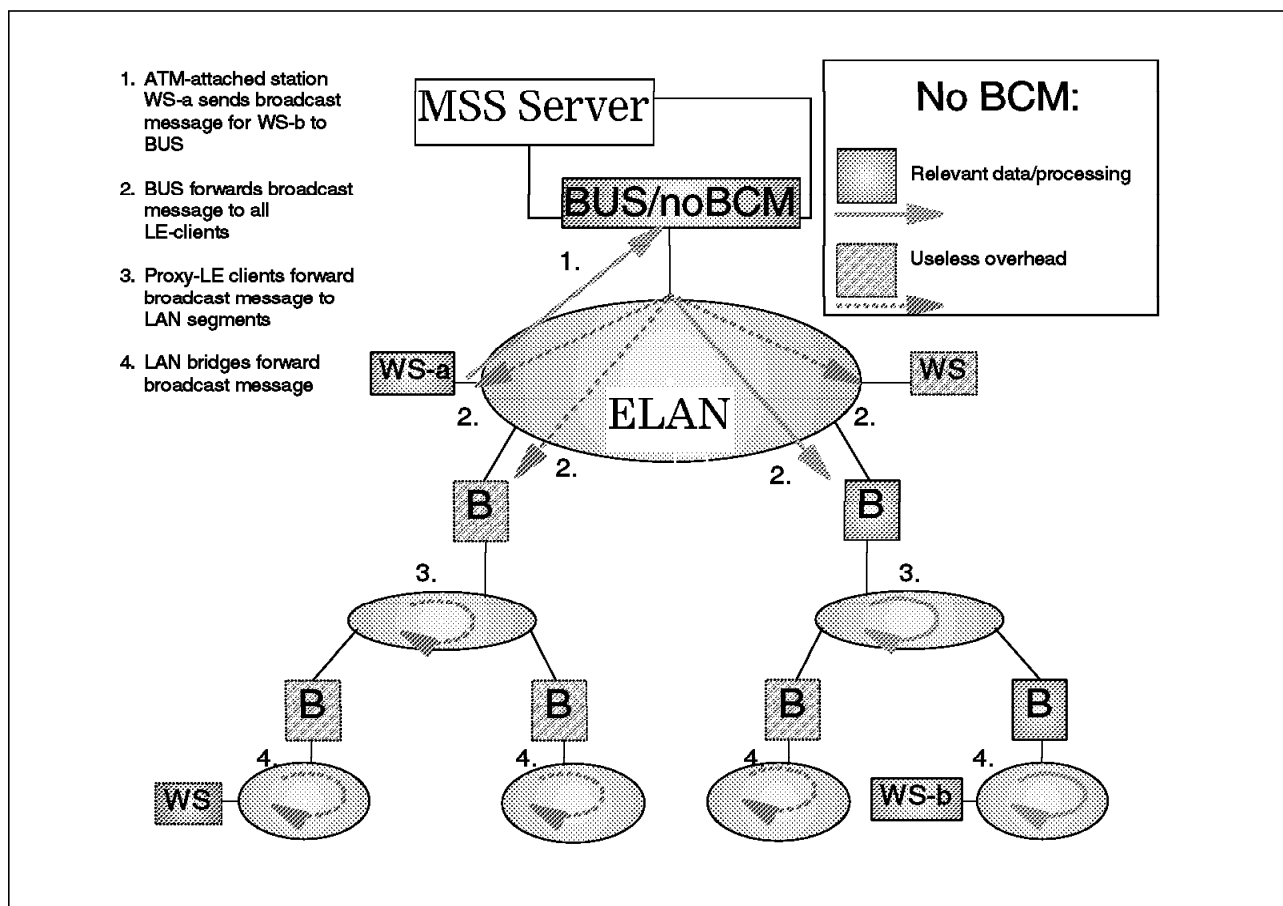 1. ATM-attached station
WS-a sends broadcast
message for WS-b to
BUS
2. BUS forwards broadcast
message to all
LE-clients
3. Proxy-LE clients forward
broadcast message to
LAN segments
4. LAN bridges forward
broadcast message
MSS Server
BUS/noBCM
No BCM:
Relevant data/processing
Useless overhead
1.
WS-a
WS
2.
ELAN
2.
2.
2.
B
B
3.
3.
B
B
B
B
4.
4.
4.
4.
WS
WS-b